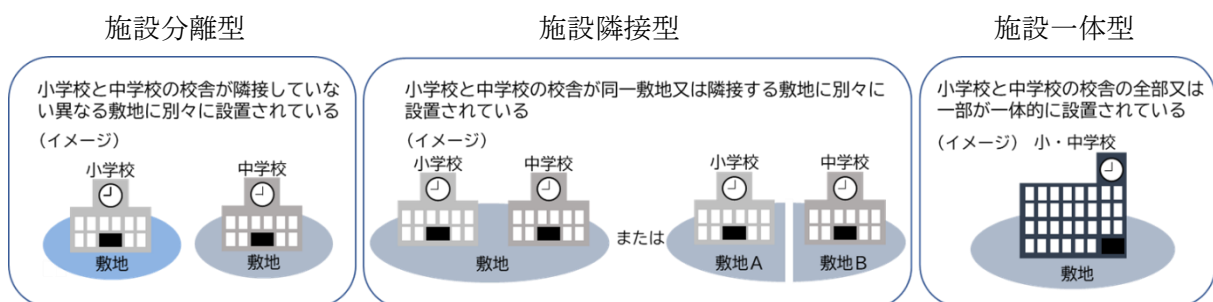 施設分離型
小学校と中学校の校舎が隣接していな
い異なる敷地に別々に設置されている
（イメージ）
小学校
中学校
敷地
敷地
施設隣接型
小学校と中学校の校舎が同一敷地又は隣接する敷地に別々に
設置されている
（イメージ）
小学校
中学校
敷地
または
小学校
中学校
敷地A
敷地B
施設一体型
小学校と中学校の校舎の全部又は
一部が一体的に設置されている
（イメージ） 小・中学校
敷地